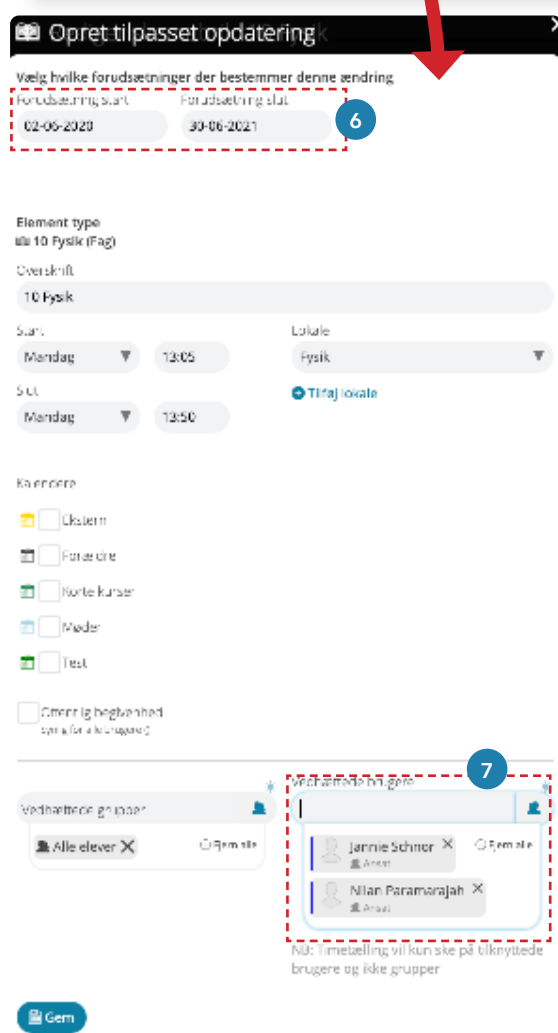 Opret tilpasset opdatering
Vælg hvilke forudsætninger der bestemmer denne ændring
Forudsætning start Forudsætning slut
02-06-2020 30-06-2021
6
Element type
10 Fysik (Fag)
Overskrift
10 Fysik
Start Lokale
Mandag 13:05 Fysik
Slut Tilføj lokale
Mandag 13:50
Kalendere
Ekstern
Forældre
Korte kurser
Møder
Test
Offentlig begivenhed
(synlig for alle brugere)
7
Vedhæftede brugere
Vedhæftede grupper
Alle elever Fjern alle
Jannie Schnor Fjern alle
Ansat
Nilan Paramarajah
Ansat
NB: Timetælling vil kun ske på tilknyttede
brugere og ikke grupper
Gem